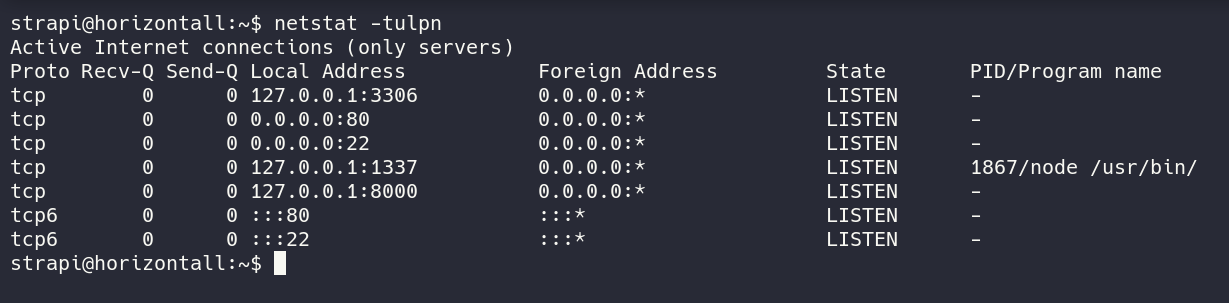 strapi@horizontall:~$ netstat -tulpn
Active Internet connections (only servers)
Proto Recv-Q Send-Q Local Address           Foreign Address         State       PID/Program name
tcp        0      0 127.0.0.1:3306          0.0.0.0:*               LISTEN      -
tcp        0      0 0.0.0.0:80              0.0.0.0:*               LISTEN      -
tcp        0      0 0.0.0.0:22              0.0.0.0:*               LISTEN      -
tcp        0      0 127.0.0.1:1337          0.0.0.0:*               LISTEN      1867/node /usr/bin/
tcp        0      0 127.0.0.1:8000          0.0.0.0:*               LISTEN      -
tcp6       0      0 :::80                   :::*                    LISTEN      -
tcp6       0      0 :::22                   :::*                    LISTEN      -
strapi@horizontall:~$